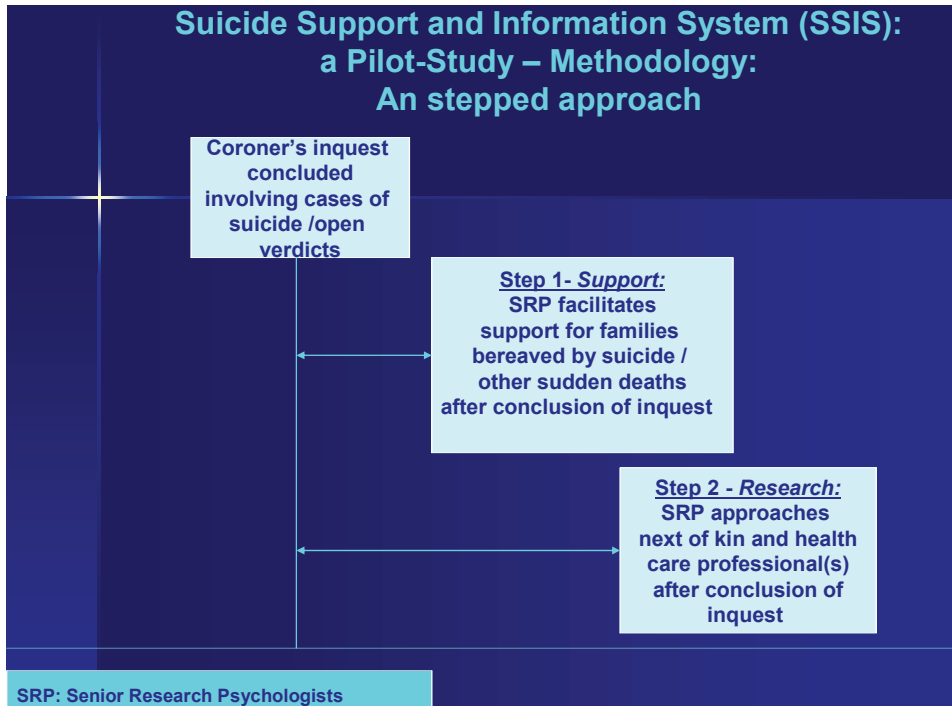 Suicide Support and Information System (SSIS):
a Pilot-Study – Methodology:
An stepped approach
Coroner's inquest
concluded
involving cases of
suicide /open
verdicts
Step 1- Support:
SRP facilitates
support for families
bereaved by suicide /
other sudden deaths
after conclusion of inquest
Step 2 - Research:
SRP approaches
next of kin and health
care professional(s)
after conclusion of
inquest
SRP: Senior Research Psychologists